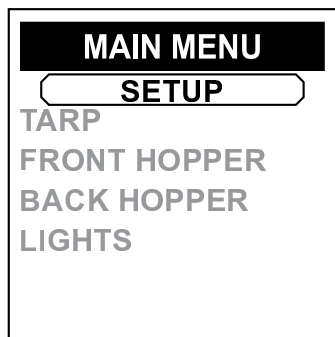 MAIN MENU
SETUP
TARP
FRONT HOPPER
BACK HOPPER
LIGHTS